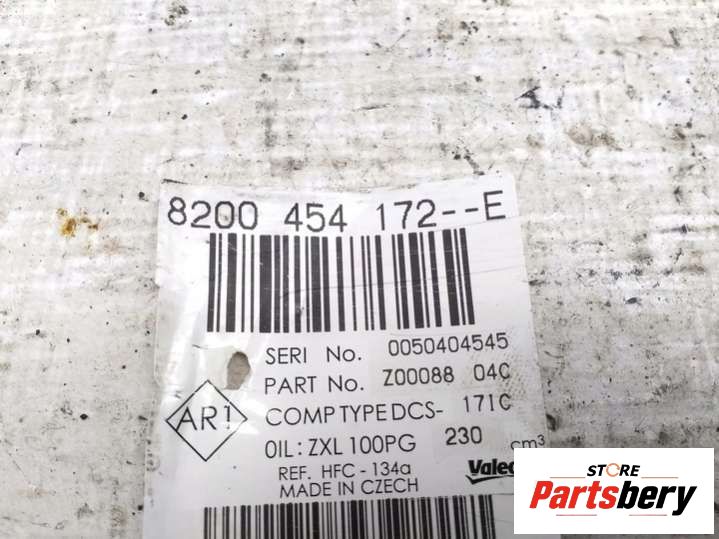 8200 454 172--E
SERI No. 0050404545
PART No. Z00088 04C
AR1
COMP TYPE DCS- 171C
OIL: ZXL 100PG 230 cm³
REF. HFC - 134a
MADE IN CZECH
STORE
Partsbery